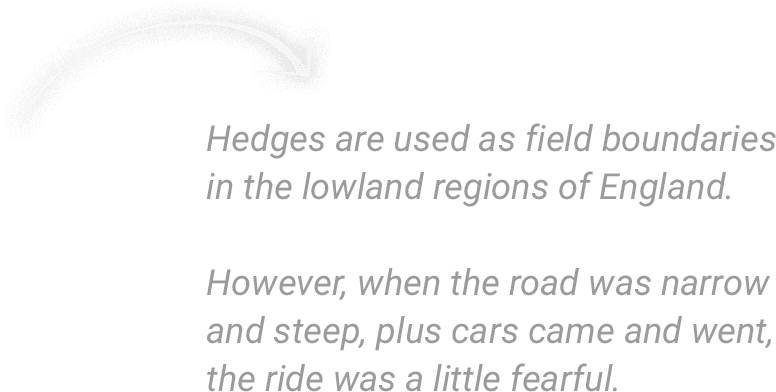 Hedges are used as field boundaries
in the lowland regions of England.
However, when the road was narrow
and steep, plus cars came and went,
the ride was a little fearful.